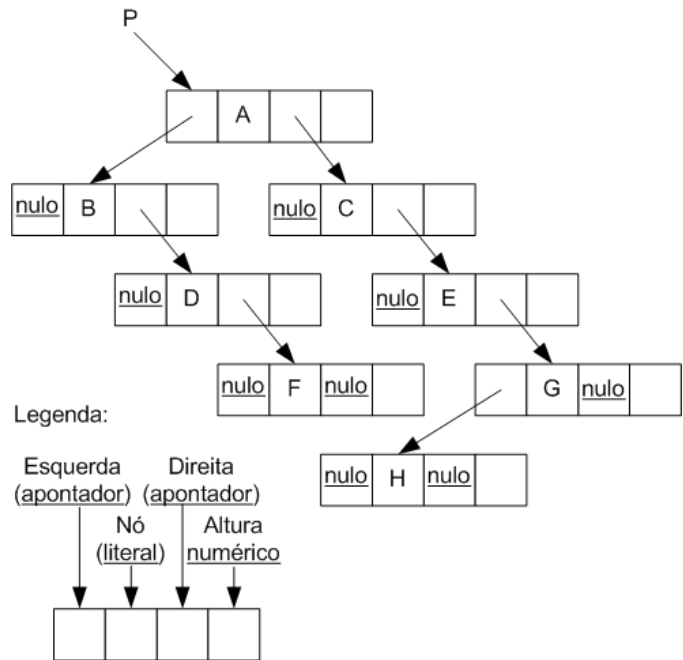 P
A
nulo B
nulo C
nulo D
nulo E
nulo F nulo
G nulo
Legenda:
nulo H nulo
Esquerda
(apontador)
Direita
(apontador)
Nó
(literal)
Altura
numérico